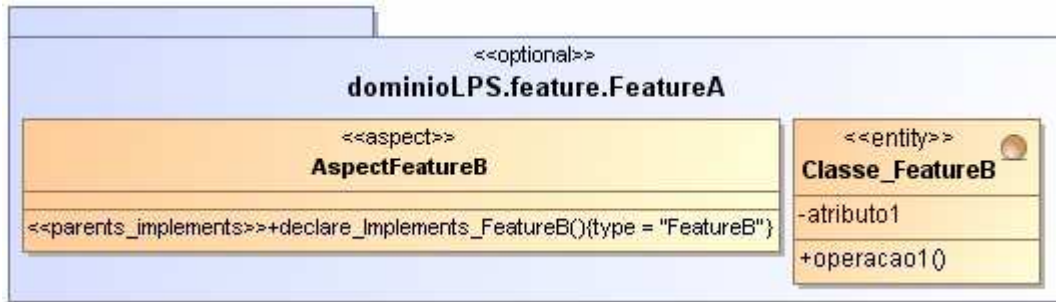 <<optional>>
dominioLPS.feature.FeatureA
<<aspect>>
AspectFeatureB
<<parents_implements>>+declare_Implements_FeatureB(){type = "FeatureB"}
<<entity>>
Classe_FeatureB
-atributo1
+operacao1()